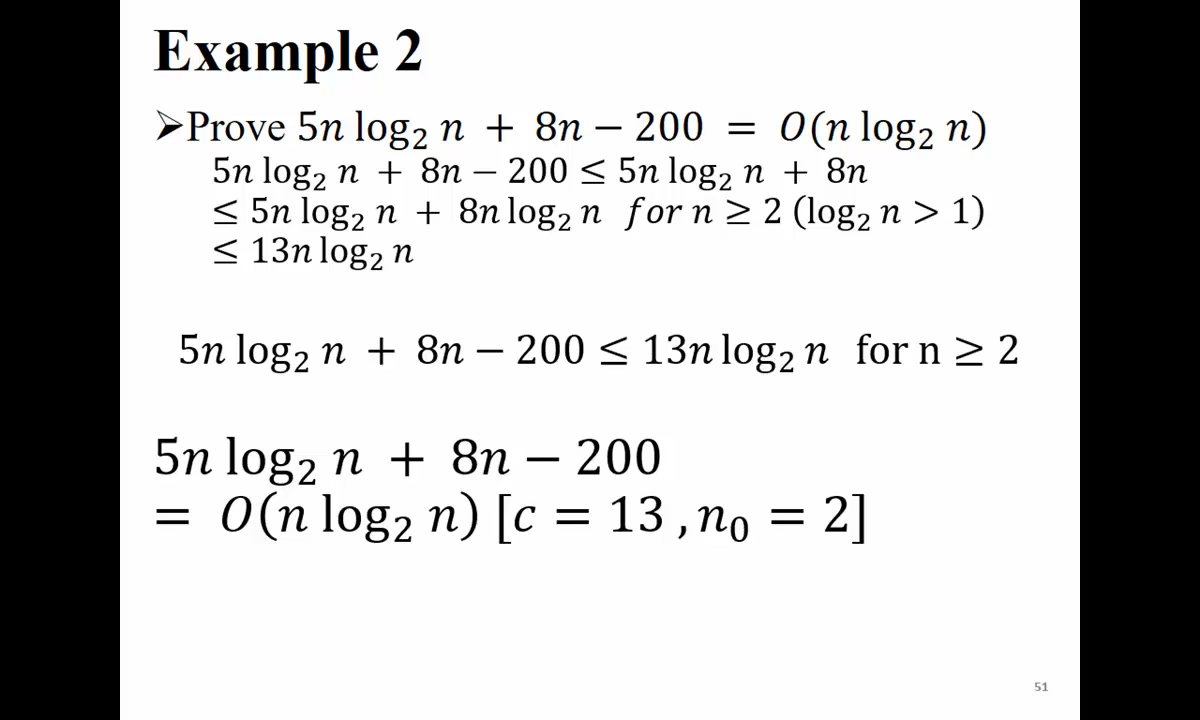 Example 2
➢Prove 5n log₂ n + 8n − 200 = O(n log₂ n)
5n log₂ n + 8n − 200 ≤ 5n log₂ n + 8n
≤ 5n log₂ n + 8n log₂ n for n ≥ 2 (log₂ n > 1)
≤ 13n log₂ n
5n log₂ n + 8n − 200 ≤ 13n log₂ n for n ≥ 2
5n log₂ n + 8n − 200
= O(n log₂ n) [c = 13 , n₀ = 2]
51